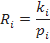 R_i = k_i / p_i